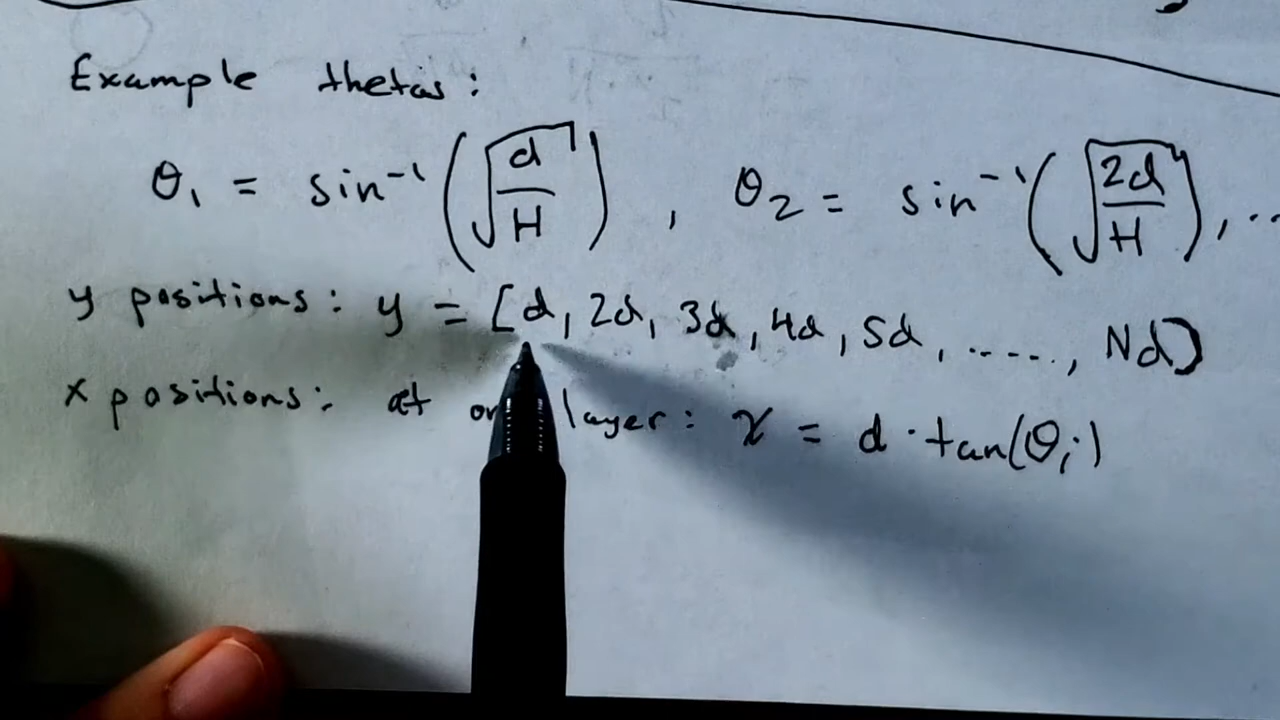 Example thetas:
θ₁ = sin⁻¹(√(d/H)), θ₂ = sin⁻¹(√(2d/H)), ...
y positions: y = [d, 2d, 3d, 4d, 5d, ....., Nd]
x positions: at layer: x = d · tan(θᵢ)